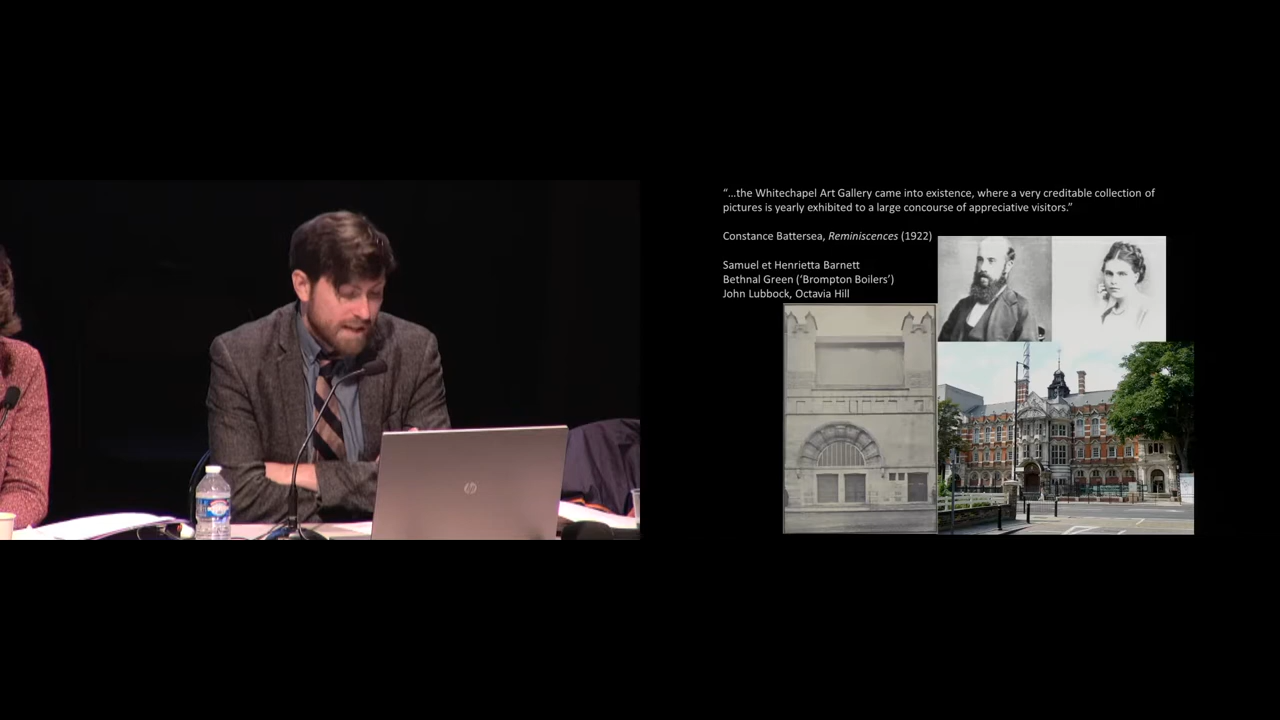 “...the Whitechapel Art Gallery came into existence, where a very creditable collection of
pictures is yearly exhibited to a large concourse of appreciative visitors.”
Constance Battersea, Reminiscences (1922)
Samuel et Henrietta Barnett
Bethnal Green (‘Brompton Boilers’)
John Lubbock, Octavia Hill
hp